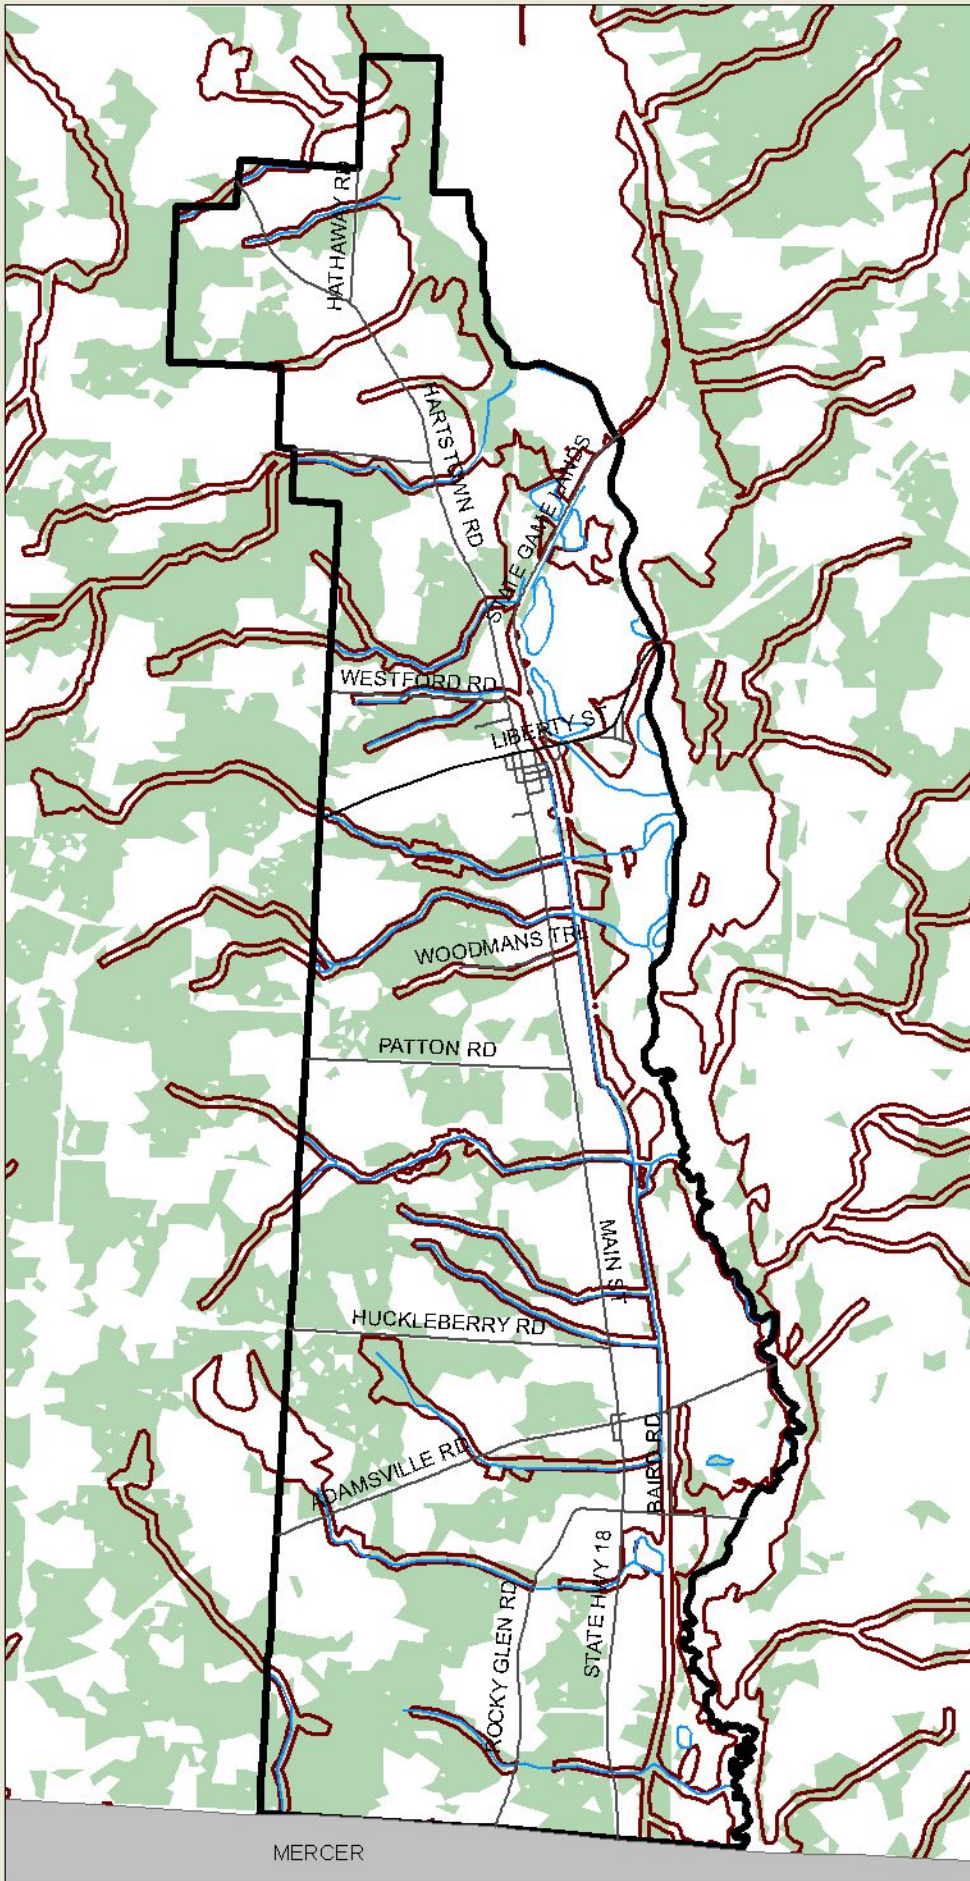 HATHAWAY RD
HARTSTOWN RD
STATE GAME LANDS
WESTFORD RD
LIBERTY ST
WOODMANS TRL
PATTON RD
MAIN ST
HUCKLEBERRY RD
ADAMSVILLE RD
BAIRD RD
STATE HWY 18
ROCKY GLEN RD
MERCER